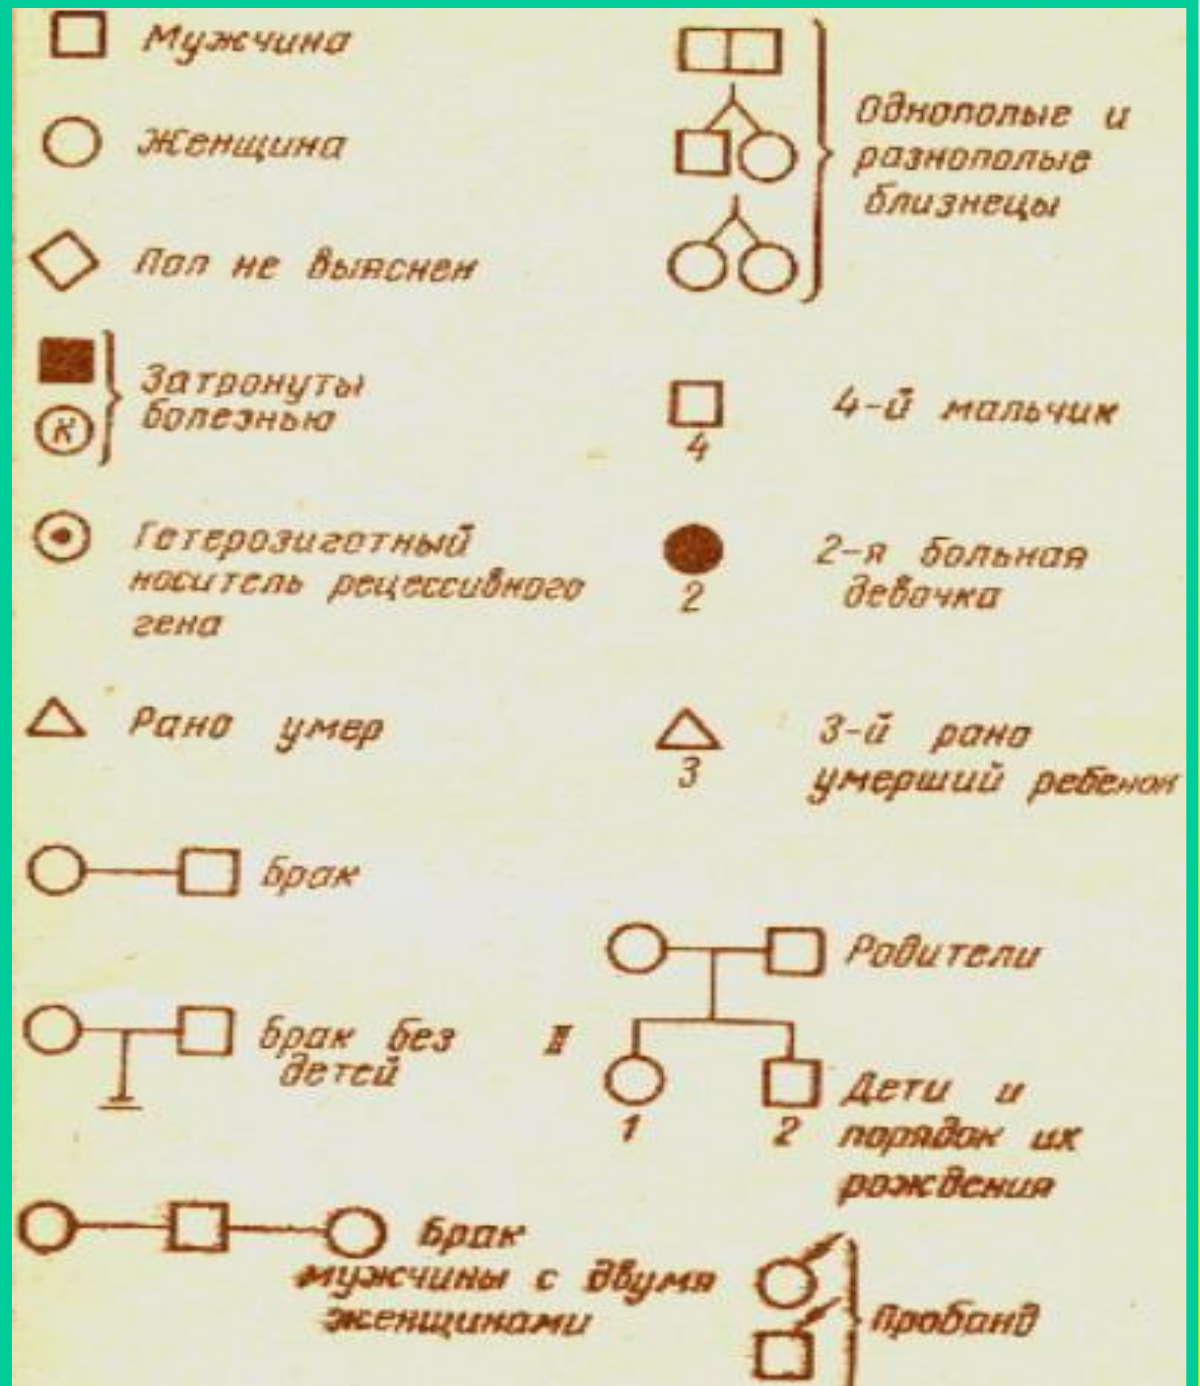 Мужчина
Женщина
Пол не выяснен
К
Затронуты
болезнью
Гетерозиготный
носитель рецессивного
гена
Рано умер
Брак
Брак без
детей
Брак
мужчины с двумя
женщинами
Однополые и
разнополые
близнецы
4
4-й мальчик
2
2-я больная
девочка
3
3-й рано
умерший ребенок
Родители
II
1
2
Дети и
порядок их
рождения
Пробанд